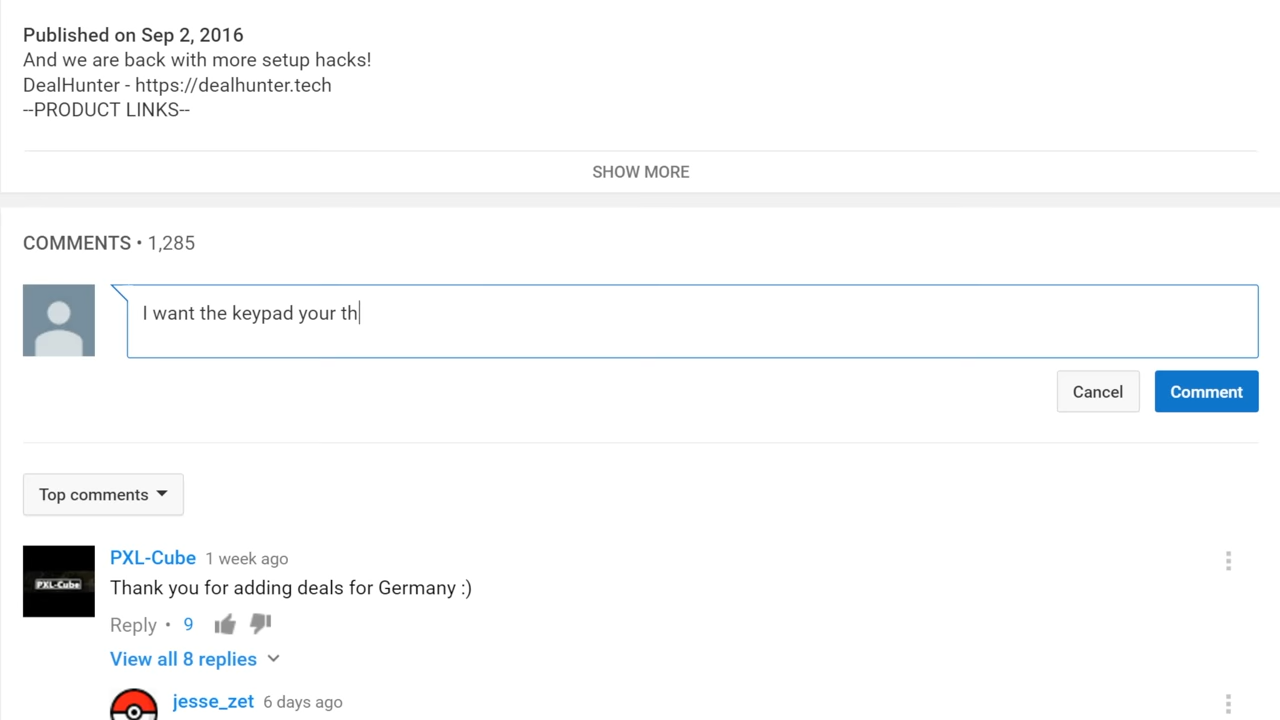 Published on Sep 2, 2016
And we are back with more setup hacks!
DealHunter - https://dealhunter.tech
--PRODUCT LINKS--
SHOW MORE
COMMENTS • 1,285
I want the keypad your th
Cancel
Comment
Top comments
PXL-Cube 1 week ago
PXL-Cube
Thank you for adding deals for Germany :)
Reply • 9
View all 8 replies
jesse_zet 6 days ago